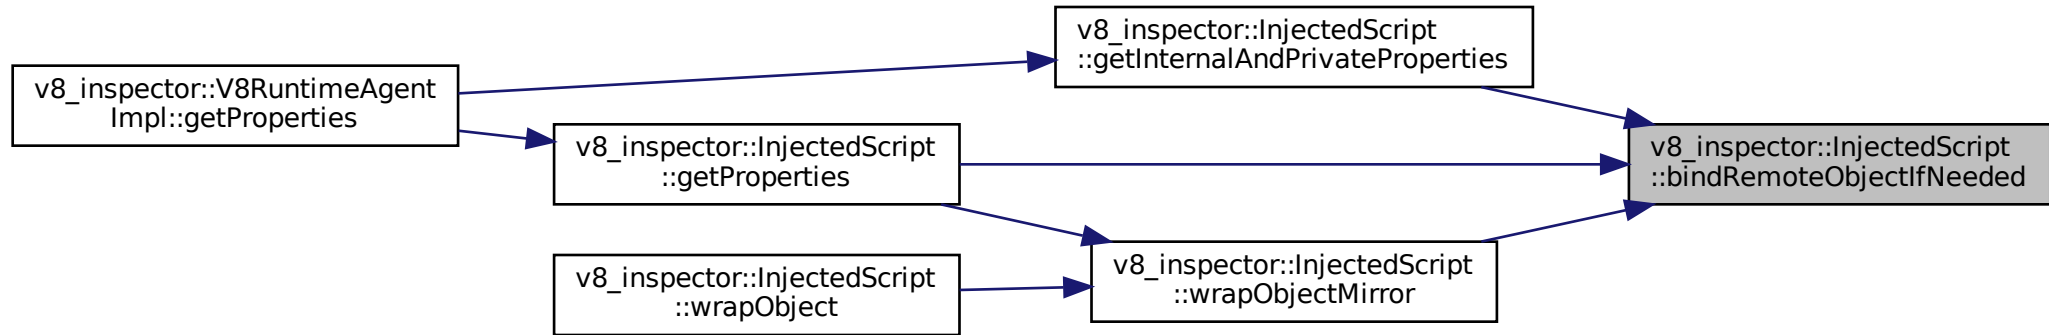 v8_inspector::V8RuntimeAgent
Impl::getProperties
v8_inspector::InjectedScript
::getInternalAndPrivateProperties
v8_inspector::InjectedScript
::getProperties
v8_inspector::InjectedScript
::wrapObject
v8_inspector::InjectedScript
::wrapObjectMirror
v8_inspector::InjectedScript
::bindRemoteObjectIfNeeded